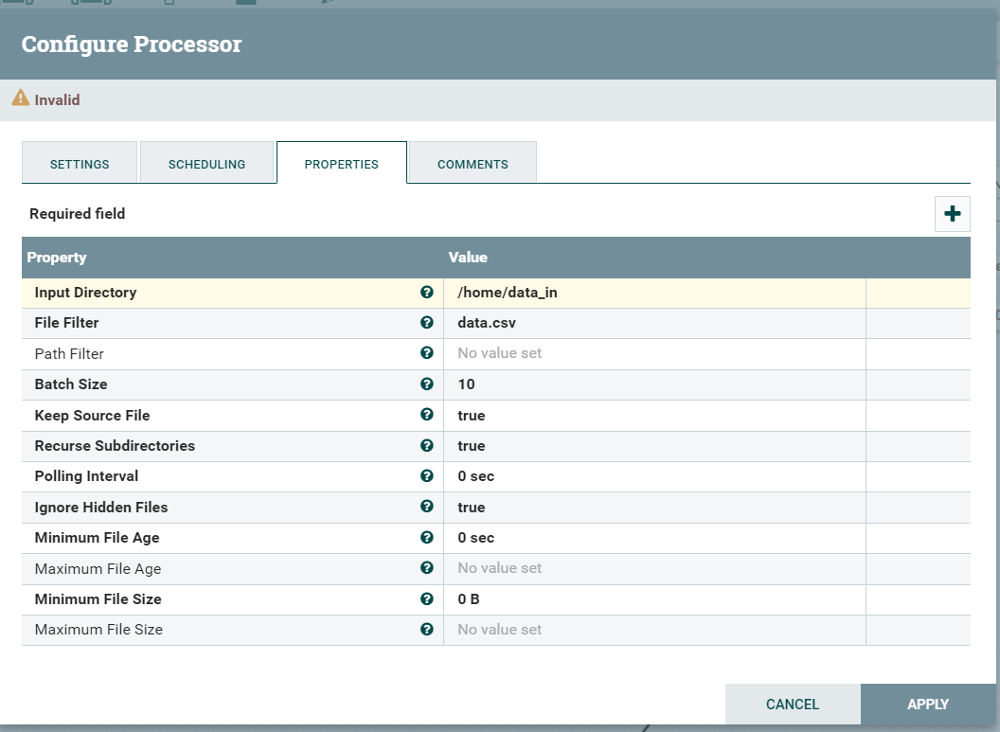 Configure Processor
Invalid
SETTINGS SCHEDULING PROPERTIES COMMENTS
Required field
Property Value
Input Directory /home/data_in
File Filter data.csv
Path Filter No value set
Batch Size 10
Keep Source File true
Recurse Subdirectories true
Polling Interval 0 sec
Ignore Hidden Files true
Minimum File Age 0 sec
Maximum File Age No value set
Minimum File Size 0 B
Maximum File Size No value set
CANCEL APPLY